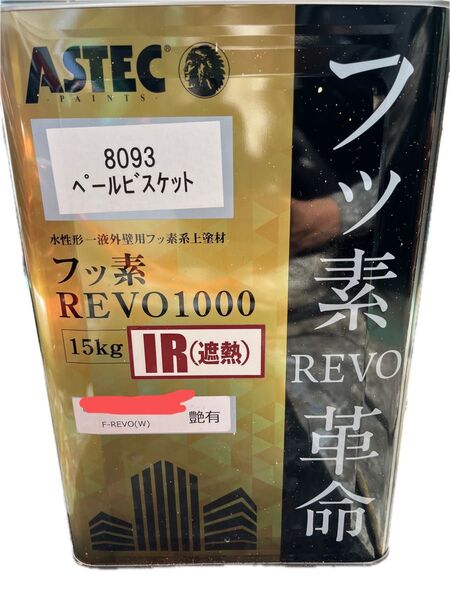 ASTEC®
- PAINTS -
8093
ペールビスケット
水性形一液外壁用フッ素系上塗材
フッ素
REVO1000
15kg
IR(遮熱)
F-REVO(W)
艶有
フッ素
REVO
革命